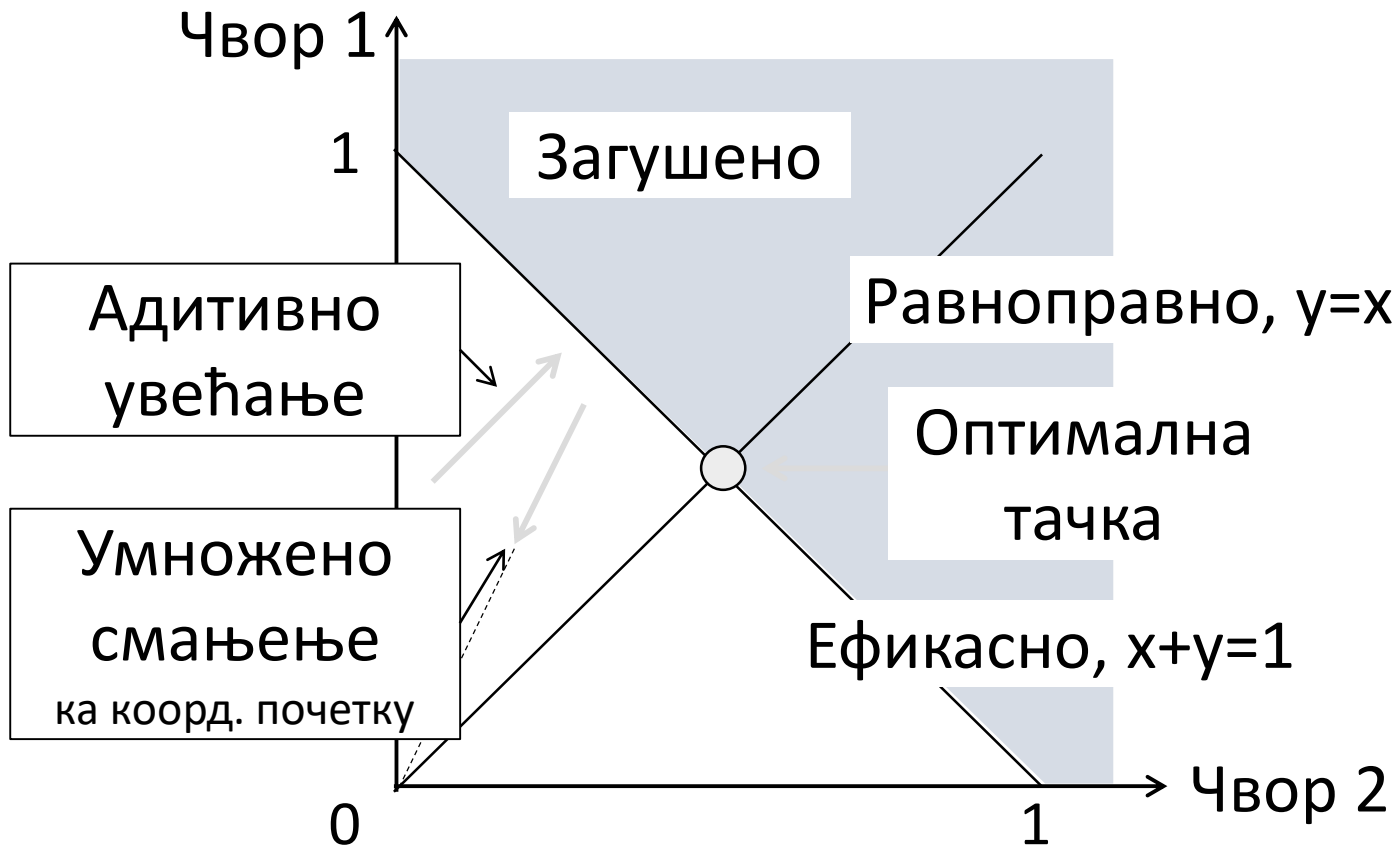 Чвор 1
1
Загушено
Адитивно
увећање
Равноправно, y=x
Оптимална
тачка
Умножено
смањење
ка коорд. почетку
Ефикасно, x+y=1
0
1
Чвор 2